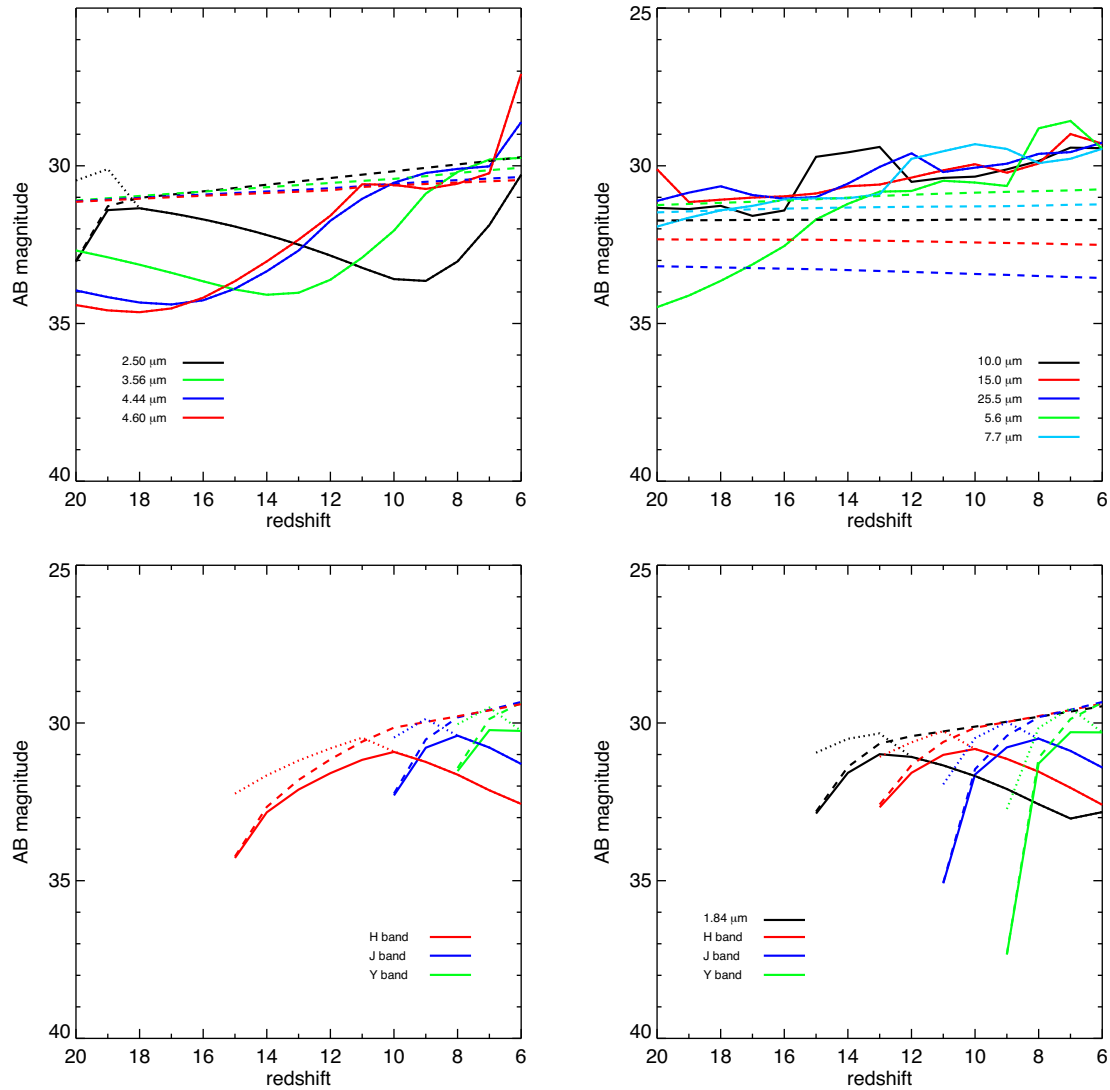 30
35
40
AB magnitude
20 18 16 14 12 10 8 6
redshift
2.50 μm
3.56 μm
4.44 μm
4.60 μm
25
30
35
40
AB magnitude
20 18 16 14 12 10 8 6
redshift
10.0 μm
15.0 μm
25.5 μm
5.6 μm
7.7 μm
25
30
35
40
AB magnitude
20 18 16 14 12 10 8 6
redshift
H band
J band
Y band
25
30
35
40
AB magnitude
20 18 16 14 12 10 8 6
redshift
1.84 μm
H band
J band
Y band